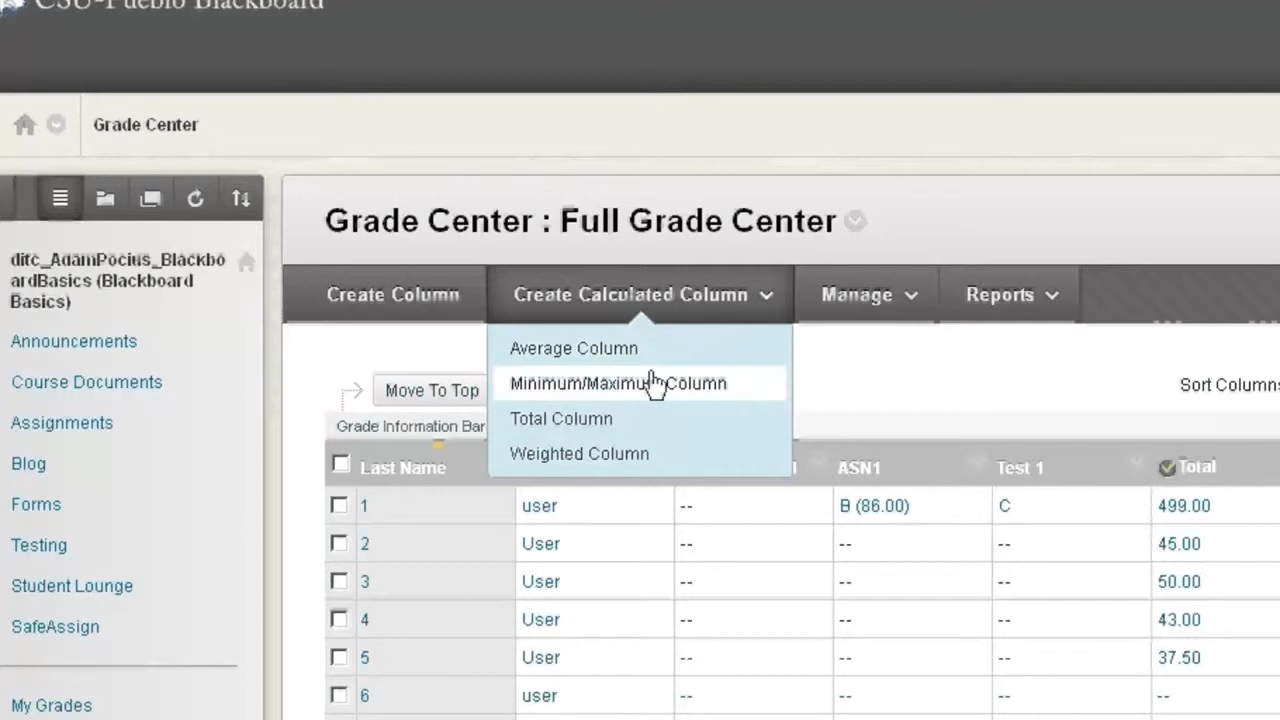 CSU-Pueblo Blackboard
Grade Center
ditc_AdamPocius_Blackbo
ardBasics (Blackboard
Basics)
Announcements
Course Documents
Assignments
Blog
Forms
Testing
Student Lounge
SafeAssign
My Grades
Grade Center : Full Grade Center
Create Column
Create Calculated Column
Manage
Reports
Average Column
Minimum/Maximum Column
Total Column
Weighted Column
Move To Top
Sort Columns
Grade Information Bar
Last Name ASN1 Test 1 Total
1 user -- B (86.00) C 499.00
2 User -- -- -- 45.00
3 User -- -- -- 50.00
4 User -- -- -- 43.00
5 User -- -- -- 37.50
6 user -- -- -- --